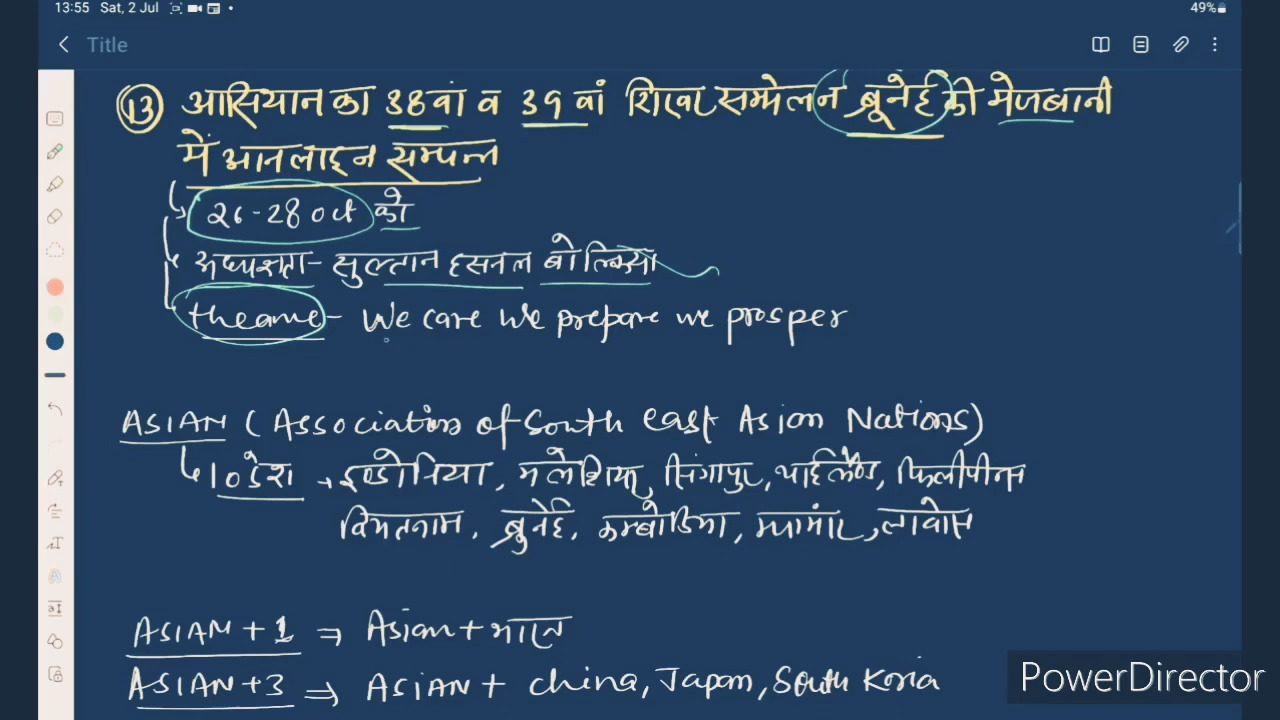 13:55 Sat, 2 Jul
49%
Title
13 आसियान का 38वां व 39 वां शिखर सम्मेलन ब्रूनेई की मेजबानी
में आनलाइन सम्पन्न
26-28 oct को
अध्यक्षता - सुल्तान हसनल बोल्किया
theame - We care we prepare we prosper
ASIAN (Association of South east Asian Nations)
10 देश → इण्डोनेशिया, मलेशिया, सिंगापुर, थाईलैण्ड, फिलीपीन्स
वियतनाम, ब्रुनेई, कम्बोडिया, म्यामांर, लावोस
ASIAN + 1 ⇒ Asian + भारत
ASIAN +3 ⇒ ASIAN + China, Japan, South Koria
PowerDirector